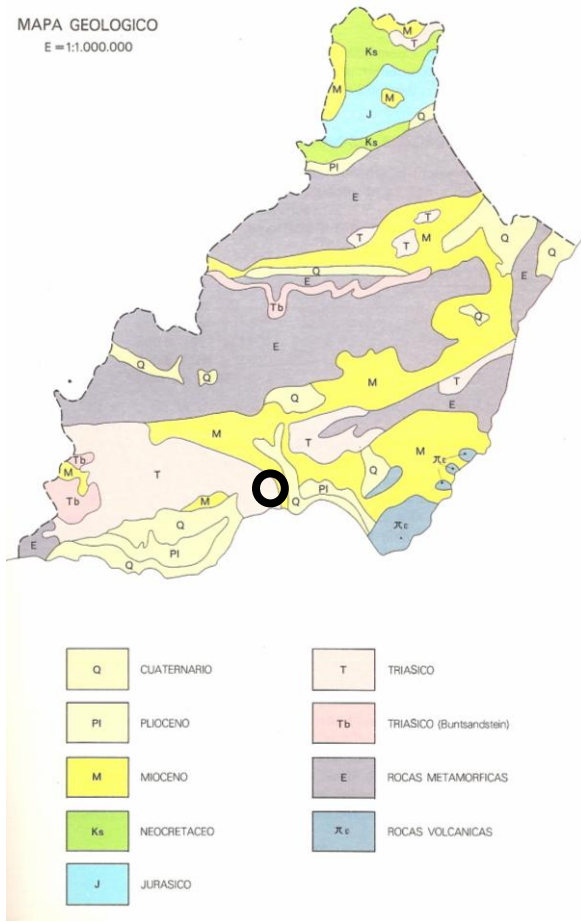 MAPA GEOLOGICO
E = 1:1.000.000
M
Ks
T
M
M
J
Q
Ks
Pl
E
T
T
M
Q
T
Q
E
Q
E
Tb
E
Q
Q
Q
M
T
Q
E
M
Tb
T
T
M
M
πε
Tb
Q
M
Q
Pl
Q
πε
E
Pl
Q
Q CUATERNARIO
Pl PLIOCENO
M MIOCENO
Ks NEOCRETACEO
J JURASICO
T TRIASICO
Tb TRIASICO (Buntsandstein)
E ROCAS METAMORFICAS
πε ROCAS VOLCANICAS